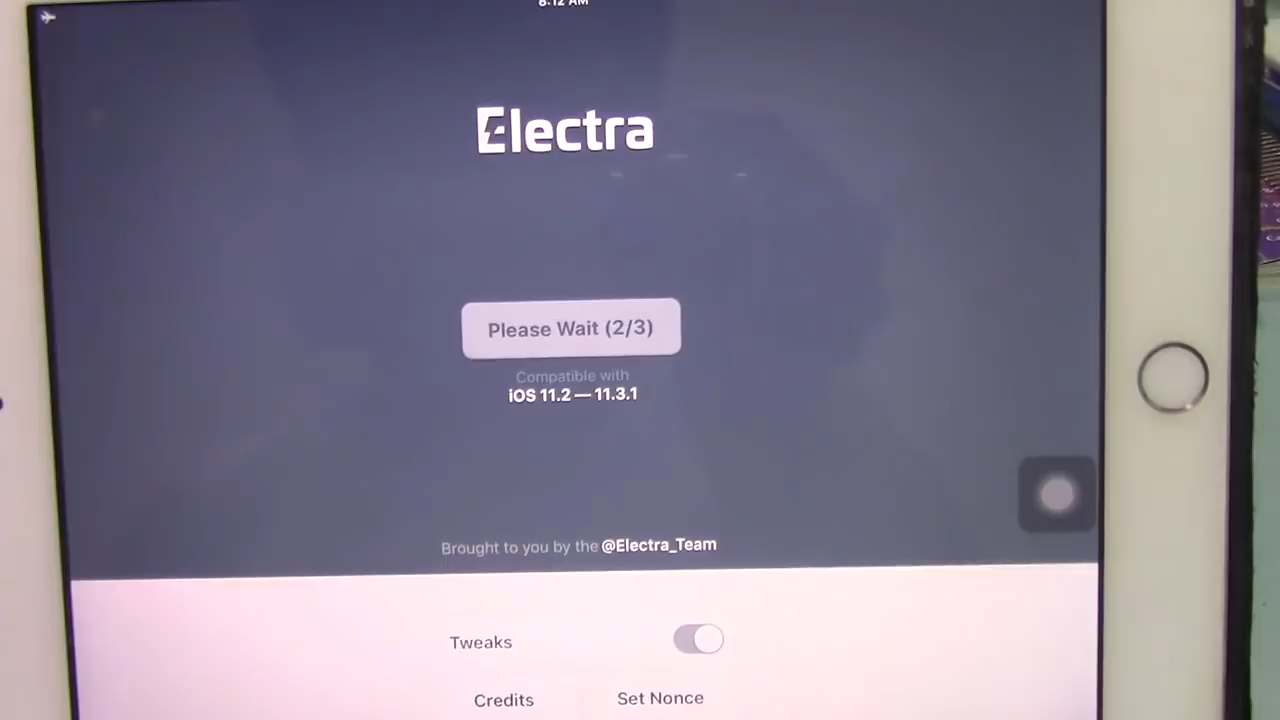 8:12 AM
Electra
Please Wait (2/3)
Compatible with
iOS 11.2 — 11.3.1
Brought to you by the @Electra_Team
Tweaks
Credits
Set Nonce